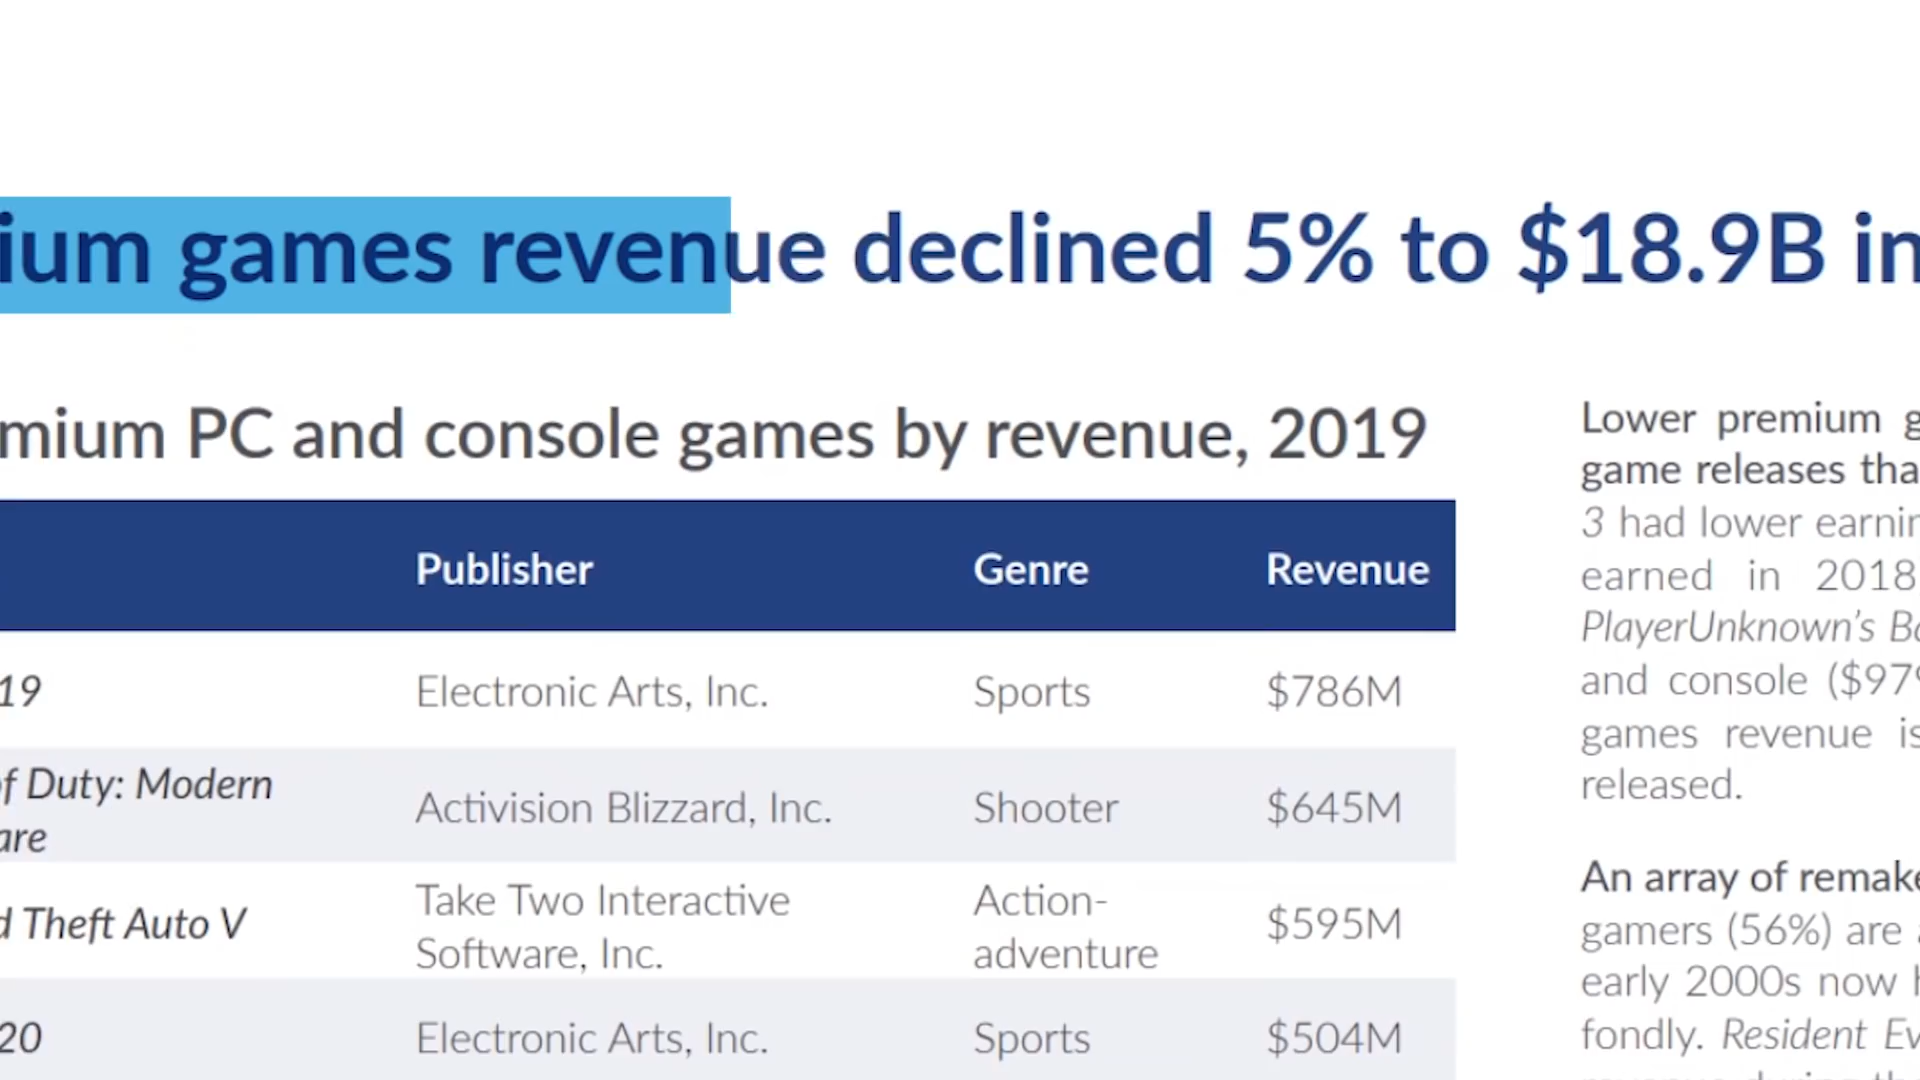 ium games revenue declined 5% to $18.9B in
mium PC and console games by revenue, 2019
Publisher Genre Revenue
19 Electronic Arts, Inc. Sports $786M
of Duty: Modern
are
Activision Blizzard, Inc. Shooter $645M
d Theft Auto V
Take Two Interactive
Software, Inc.
Action-
adventure
$595M
20 Electronic Arts, Inc. Sports $504M
Lower premium g
game releases tha
3 had lower earnin
earned in 2018
PlayerUnknown's Ba
and console ($979
games revenue is
released.
An array of remake
gamers (56%) are a
early 2000s now h
fondly. Resident Ev